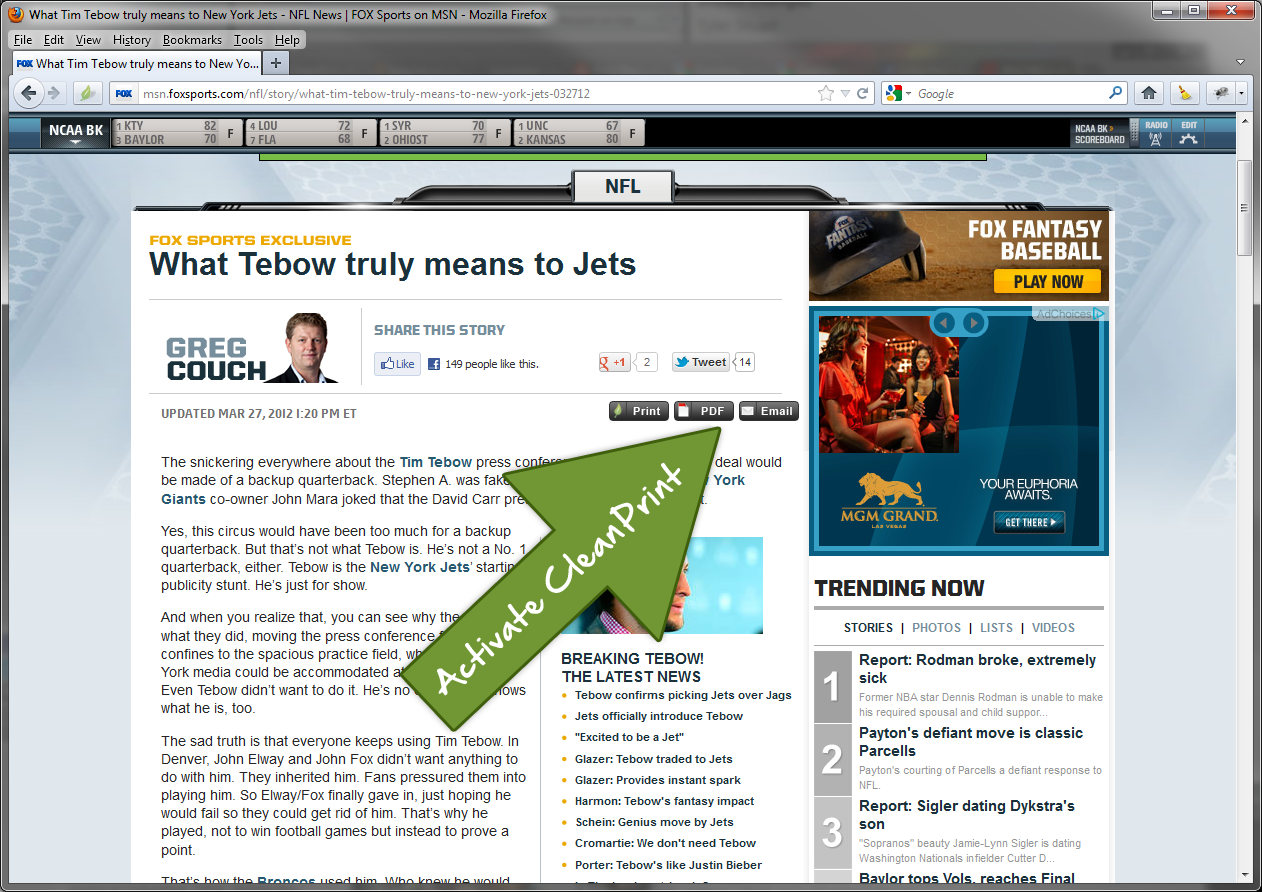 What Tim Tebow truly means to New York Jets - NFL News | FOX Sports on MSN - Mozilla Firefox
File Edit View History Bookmarks Tools Help
FOX What Tim Tebow truly means to New Yo...
FOX msn.foxsports.com/nfl/story/what-tim-tebow-truly-means-to-new-york-jets-032712
Google
NCAA BK
1 KTY 82
3 BAYLOR 70 F
4 LOU 72
7 FLA 68 F
1 SYR 70
2 OHIOST 77 F
1 UNC 67
2 KANSAS 80 F
NCAA BK »
SCOREBOARD
RADIO
EDIT
NFL
FOX SPORTS EXCLUSIVE
What Tebow truly means to Jets
GREG
COUCH
SHARE THIS STORY
Like
149 people like this.
g +1 2
Tweet 14
UPDATED MAR 27, 2012 1:20 PM ET
Print
PDF
Email
The snickering everywhere about the Tim Tebow press confere deal would
be made of a backup quarterback. Stephen A. was fake w York
Giants co-owner John Mara joked that the David Carr pre t.
Yes, this circus would have been too much for a backup
quarterback. But that's not what Tebow is. He's not a No. 1
quarterback, either. Tebow is the New York Jets' startin
publicity stunt. He's just for show.
And when you realize that, you can see why the
what they did, moving the press conference f
confines to the spacious practice field, wh
York media could be accommodated at
Even Tebow didn't want to do it. He's no ows
what he is, too.
The sad truth is that everyone keeps using Tim Tebow. In
Denver, John Elway and John Fox didn't want anything to
do with him. They inherited him. Fans pressured them into
playing him. So Elway/Fox finally gave in, just hoping he
would fail so they could get rid of him. That's why he
played, not to win football games but instead to prove a
point.
That's how the Broncos used him. Who knew he would
Activate CleanPrint
BREAKING TEBOW!
THE LATEST NEWS
Tebow confirms picking Jets over Jags
Jets officially introduce Tebow
"Excited to be a Jet"
Glazer: Tebow traded to Jets
Glazer: Provides instant spark
Harmon: Tebow's fantasy impact
Schein: Genius move by Jets
Cromartie: We don't need Tebow
Porter: Tebow's like Justin Bieber
FOX FANTASY
BASEBALL
PLAY NOW
FOX
FANTASY
BASEBALL
AdChoices
MGM GRAND
LAS VEGAS
YOUR EUPHORIA
AWAITS.
GET THERE
TRENDING NOW
STORIES | PHOTOS | LISTS | VIDEOS
1
Report: Rodman broke, extremely
sick
Former NBA star Dennis Rodman is unable to make
his required spousal and child suppor...
2
Payton's defiant move is classic
Parcells
Payton's courting of Parcells a defiant response to
NFL.
3
Report: Sigler dating Dykstra's
son
"Sopranos" beauty Jamie-Lynn Sigler is dating
Washington Nationals infielder Cutter D...
Baylor tops Vols, reaches Final